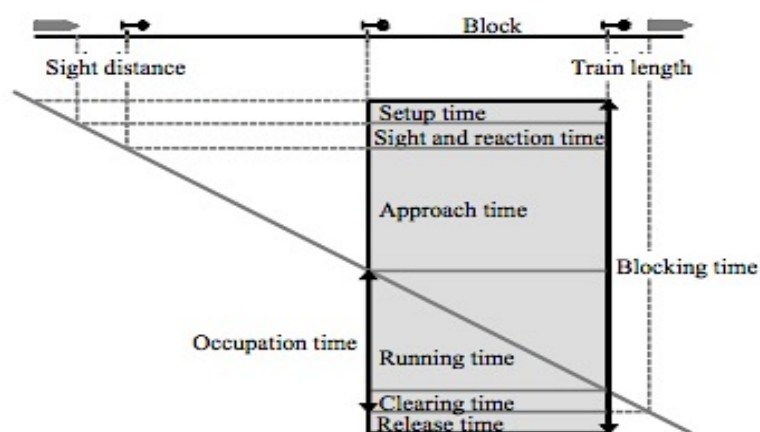 Block
Sight distance
Train length
Setup time
Sight and reaction time
Approach time
Blocking time
Occupation time
Running time
Clearing time
Release time